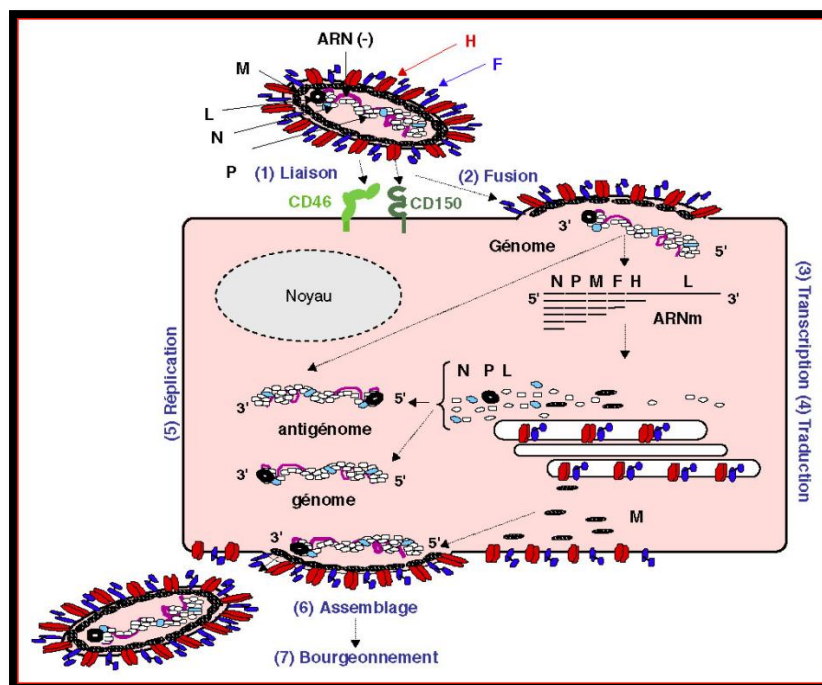 ARN (-)
H
M
F
L
N
P
(1) Liaison
(2) Fusion
CD46
CD150
3'
Génome
5'
Noyau
N P M F H L
5'
3'
ARNm
(3) Transcription (4) Traduction
(5) Réplication
N P L
3'
5'
antigénome
3'
5'
génome
M
3'
5'
(6) Assemblage
(7) Bourgeonnement